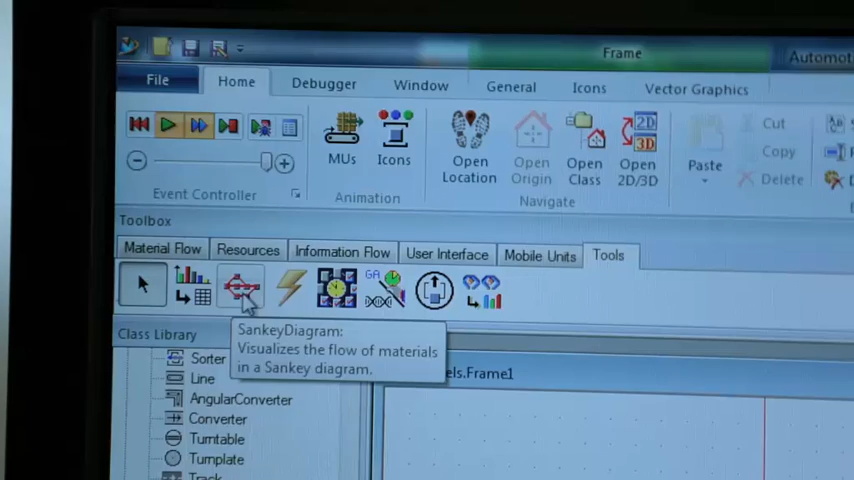 Frame
Automot
File Home Debugger Window General Icons Vector Graphics
MUs Icons Open Location Open Origin Open Class Open 2D/3D Paste Cut Copy Delete
Event Controller Animation Navigate
Toolbox
Material Flow Resources Information Flow User Interface Mobile Units Tools
GA
Class Library
SankeyDiagram:
Visualizes the flow of materials
in a Sankey diagram.
els.Frame1
Sorter
Line
AngularConverter
Converter
Turntable
Turnplate
Track